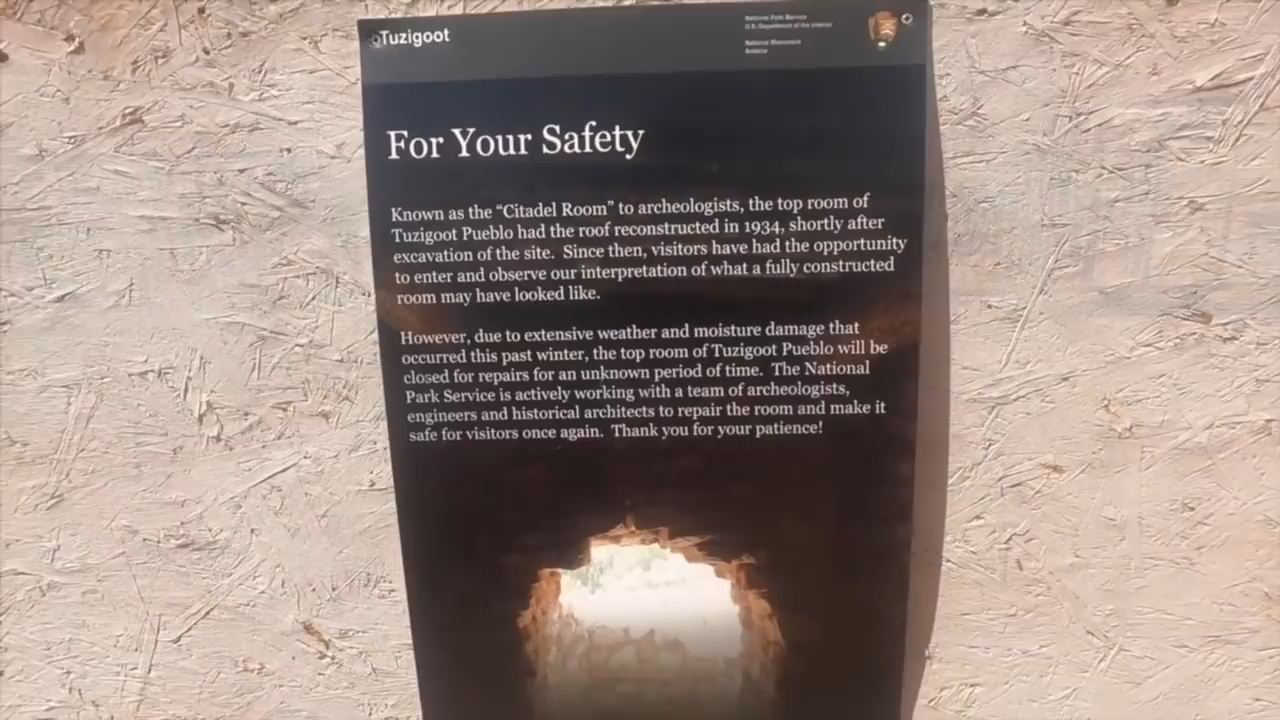 Tuzigoot
National Park Service
U.S. Department of the Interior
National Monument
Arizona
For Your Safety
Known as the “Citadel Room” to archeologists, the top room of
Tuzigoot Pueblo had the roof reconstructed in 1934, shortly after
excavation of the site.  Since then, visitors have had the opportunity
to enter and observe our interpretation of what a fully constructed
room may have looked like.
However, due to extensive weather and moisture damage that
occurred this past winter, the top room of Tuzigoot Pueblo will be
closed for repairs for an unknown period of time.  The National
Park Service is actively working with a team of archeologists,
engineers and historical architects to repair the room and make it
safe for visitors once again.  Thank you for your patience!